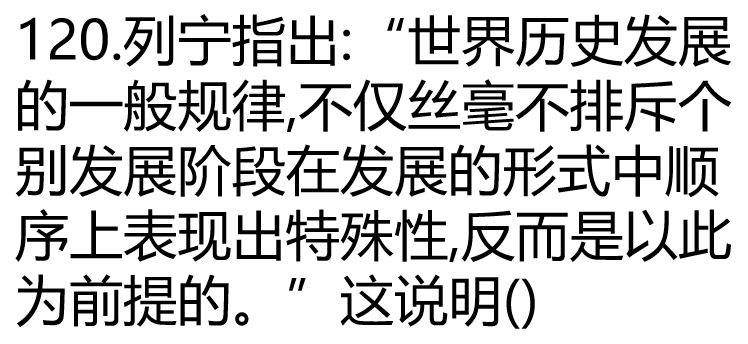 120.列宁指出:“世界历史发展
的一般规律,不仅丝毫不排斥个
别发展阶段在发展的形式中顺
序上表现出特殊性,反而是以此
为前提的。”这说明()